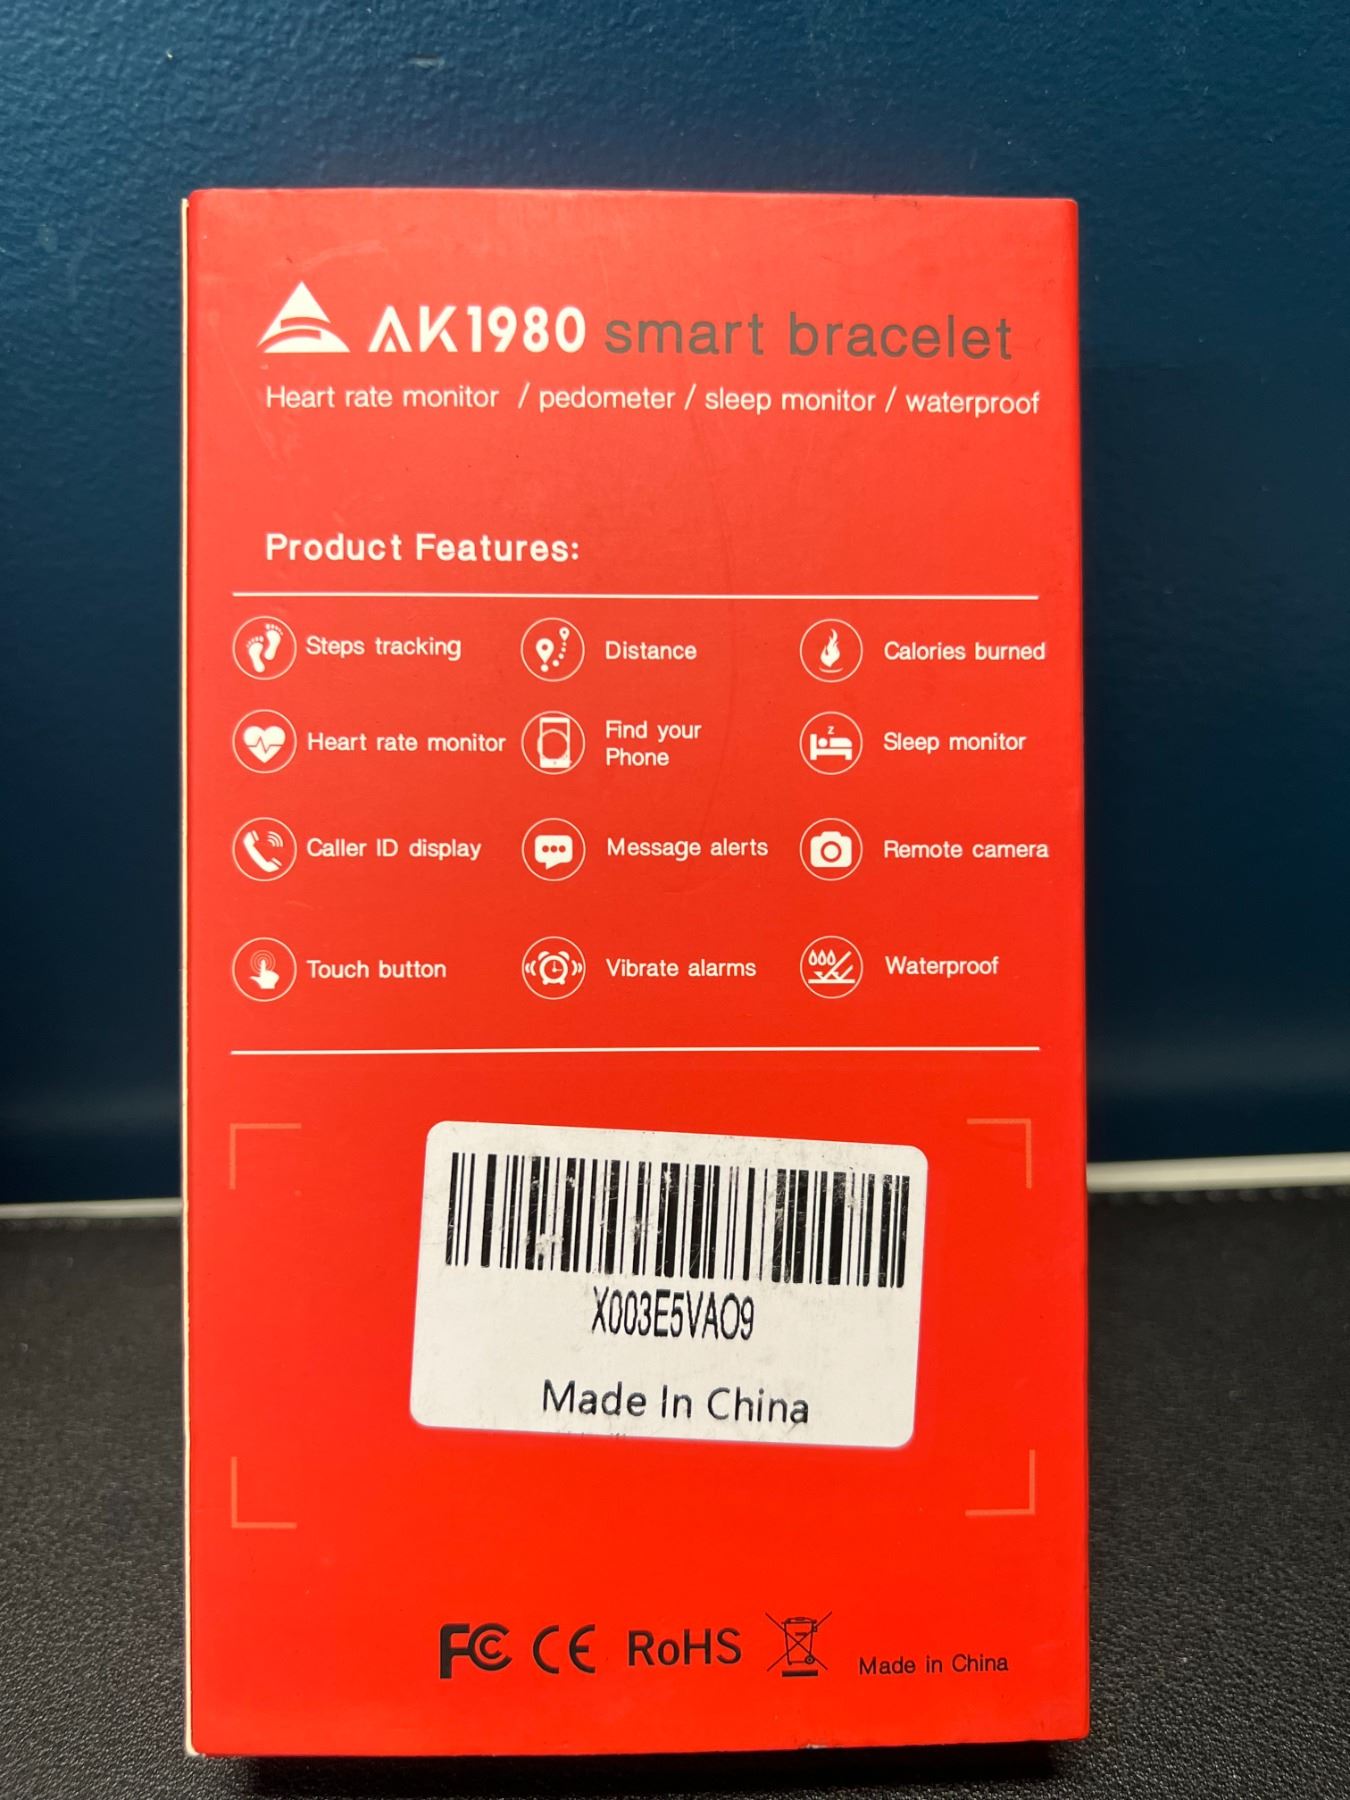 AK1980 smart bracelet
Heart rate monitor / pedometer / sleep monitor / waterproof
Product Features:
Steps tracking
Distance
Calories burned
Heart rate monitor
Find your
Phone
Sleep monitor
Caller ID display
Message alerts
Remote camera
Touch button
Vibrate alarms
Waterproof
X003E5VAO9
Made In China
FC CE RoHS
Made in China